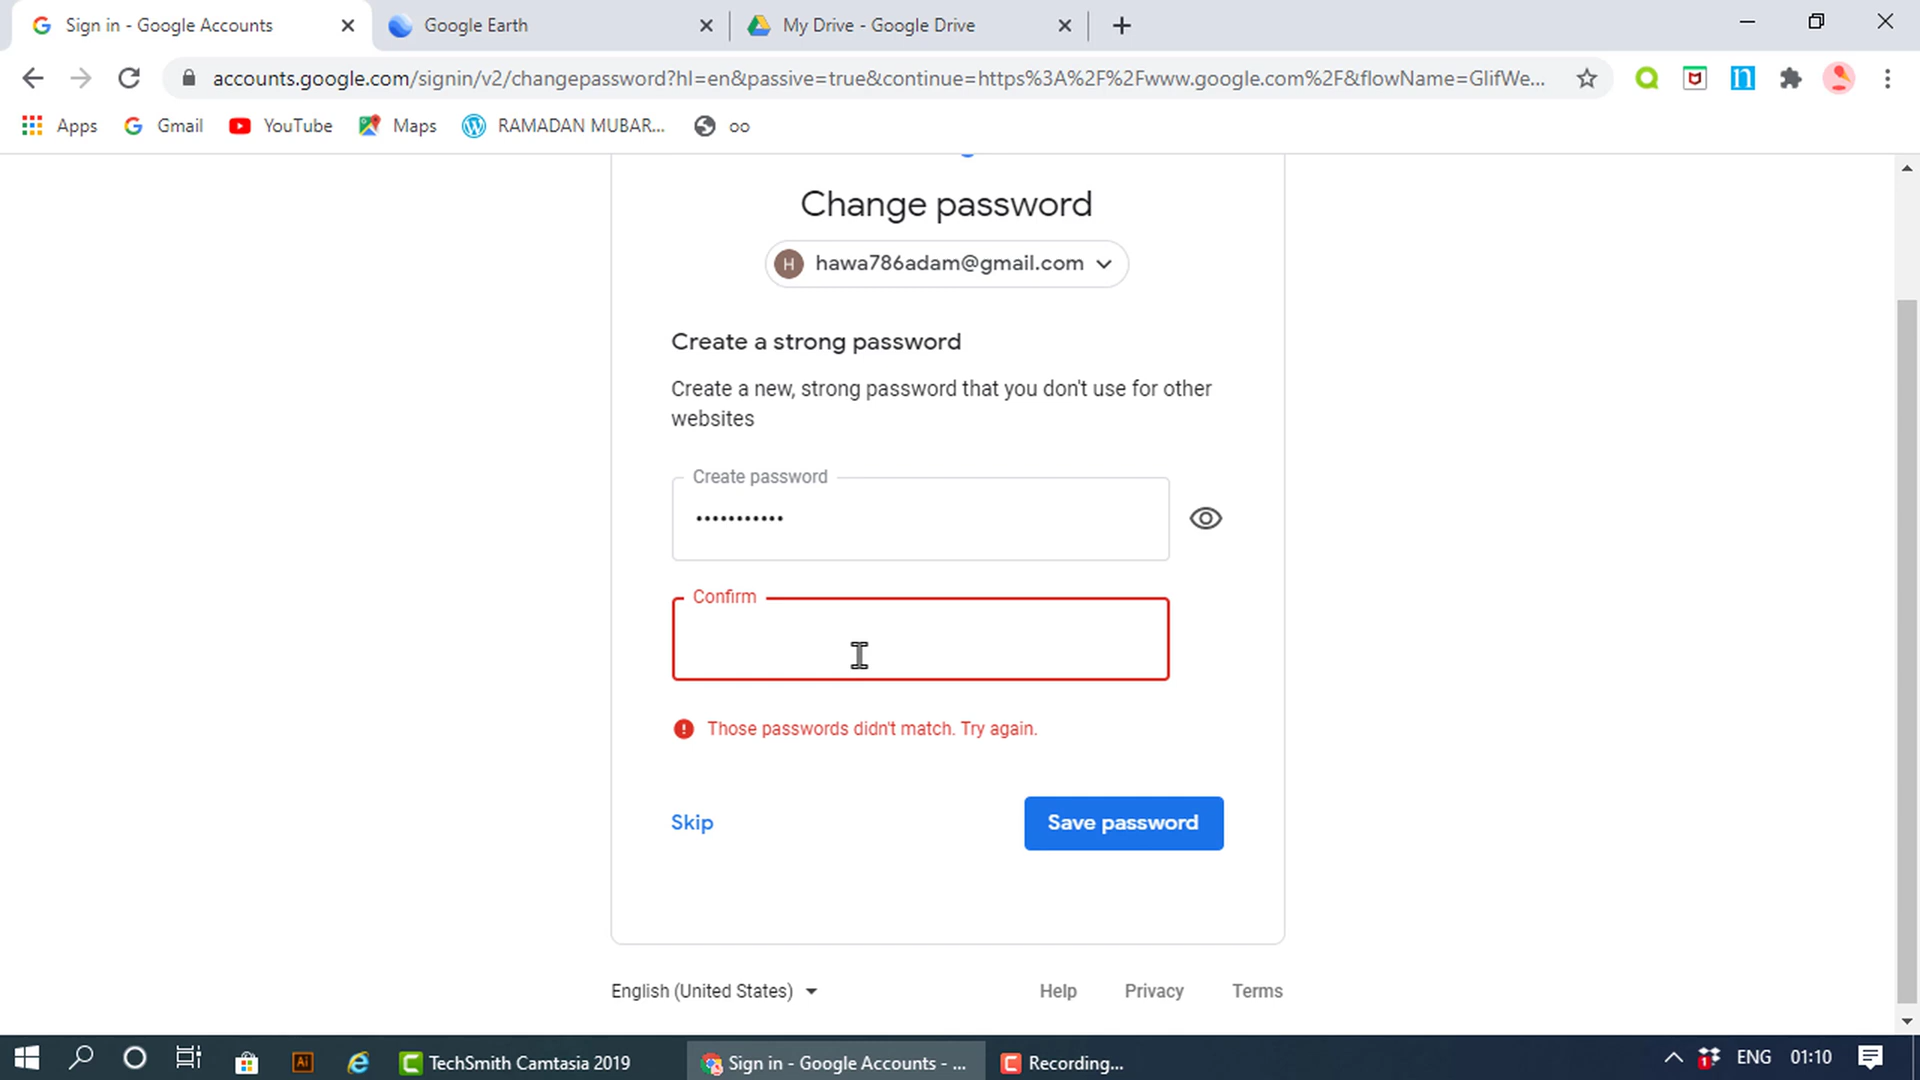 Sign in - Google Accounts
Google Earth
My Drive - Google Drive
accounts.google.com/signin/v2/changepassword?hl=en&passive=true&continue=https%3A%2F%2Fwww.google.com%2F&flowName=GlifWe...
Apps
Gmail
YouTube
Maps
RAMADAN MUBAR...
oo
Change password
H
hawa786adam@gmail.com
Create a strong password
Create a new, strong password that you don't use for other
websites
Create password
•••••••••••
Confirm
Those passwords didn't match. Try again.
Skip
Save password
English (United States)
Help
Privacy
Terms
Ai
TechSmith Camtasia 2019
Sign in - Google Accounts - ...
Recording...
1
ENG
01:10